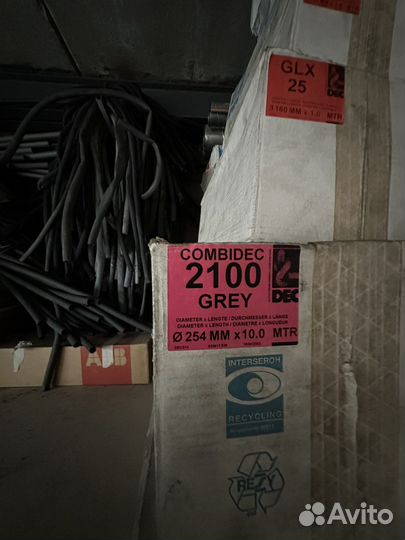 GLX
25
DEC
3.160 MM x 1.0 MTR
COMBIDEC
2100
GREY
DEC
DIAMETER x LENGTE / DURCHMESSER x LÄNGE
DIAMETER x LENGTH / DIAMETRE x LONGUEUR
Ø 254 MM x 10.0 MTR
ABB
INTERSEROH
RECYCLING
REZY
Avito